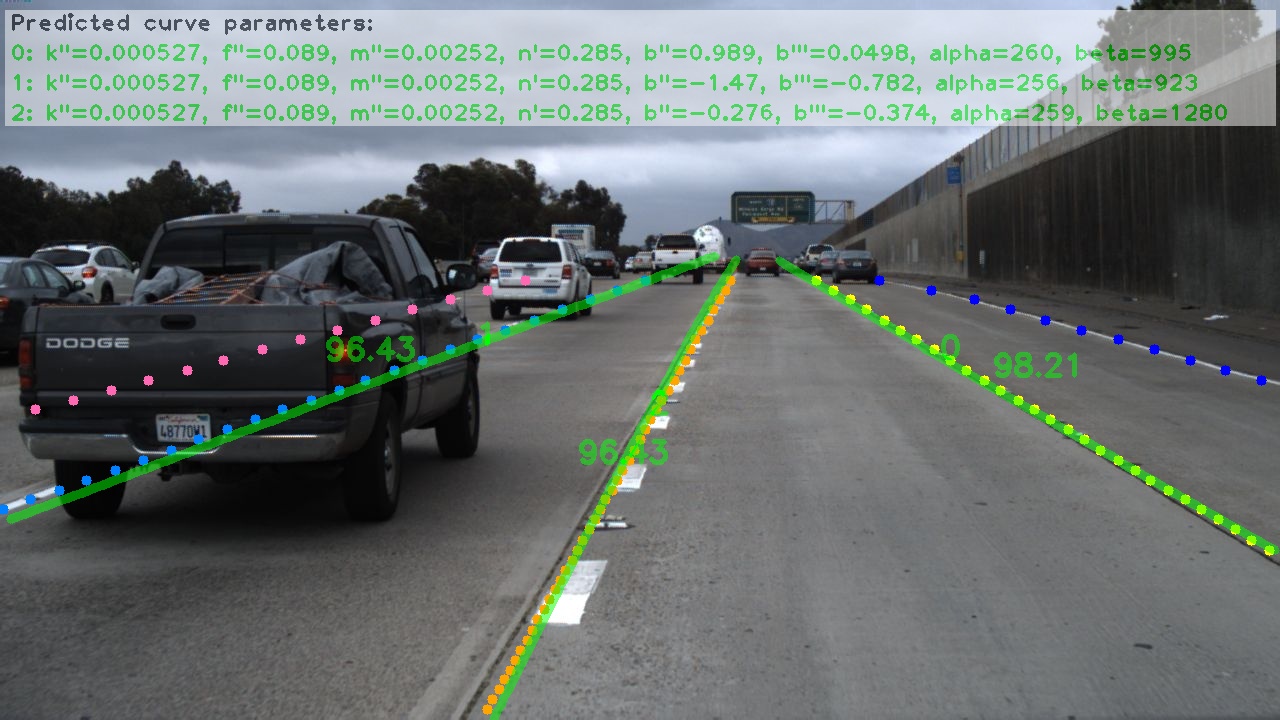 Predicted curve parameters:
0: k''=0.000527, f''=0.089, m''=0.00252, n'=0.285, b''=0.989, b'''=0.0498, alpha=260, beta=995
1: k''=0.000527, f''=0.089, m''=0.00252, n'=0.285, b''=-1.47, b'''=-0.782, alpha=256, beta=923
2: k''=0.000527, f''=0.089, m''=0.00252, n'=0.285, b''=-0.276, b'''=-0.374, alpha=259, beta=1280
1
96.43
0
98.21
DODGE
96.43